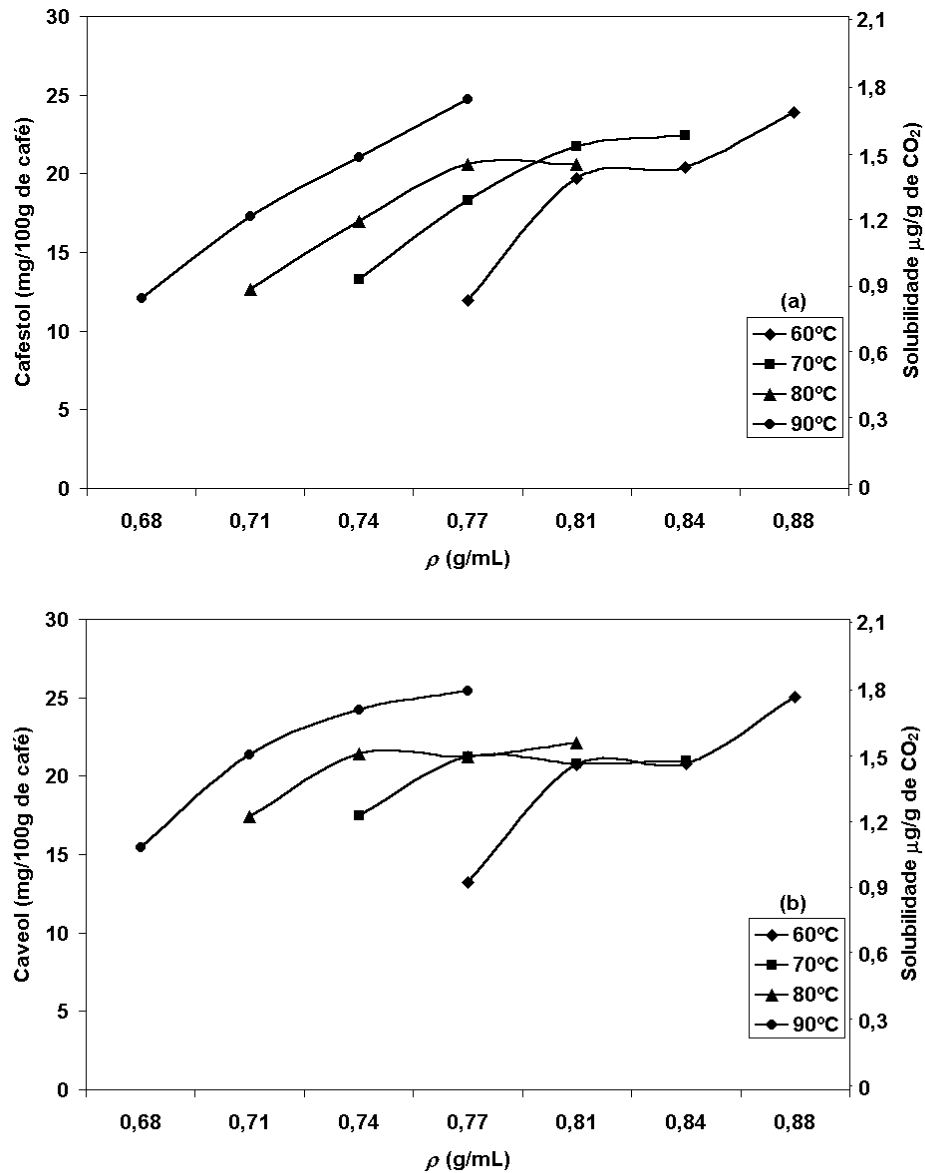 30
25
20
15
10
5
0
Cafestol (mg/100g de café)
2,1
1,8
1,5
1,2
0,9
0,6
0,3
0
Solubilidade µg/g de CO₂
(a)
60ºC
70ºC
80ºC
90ºC
0,68 0,71 0,74 0,77 0,81 0,84 0,88
ρ (g/mL)
30
25
20
15
10
5
0
Caveol (mg/100g de café)
2,1
1,8
1,5
1,2
0,9
0,6
0,3
0
Solubilidade µg/g de CO₂
(b)
60ºC
70ºC
80ºC
90ºC
0,68 0,71 0,74 0,77 0,81 0,84 0,88
ρ (g/mL)